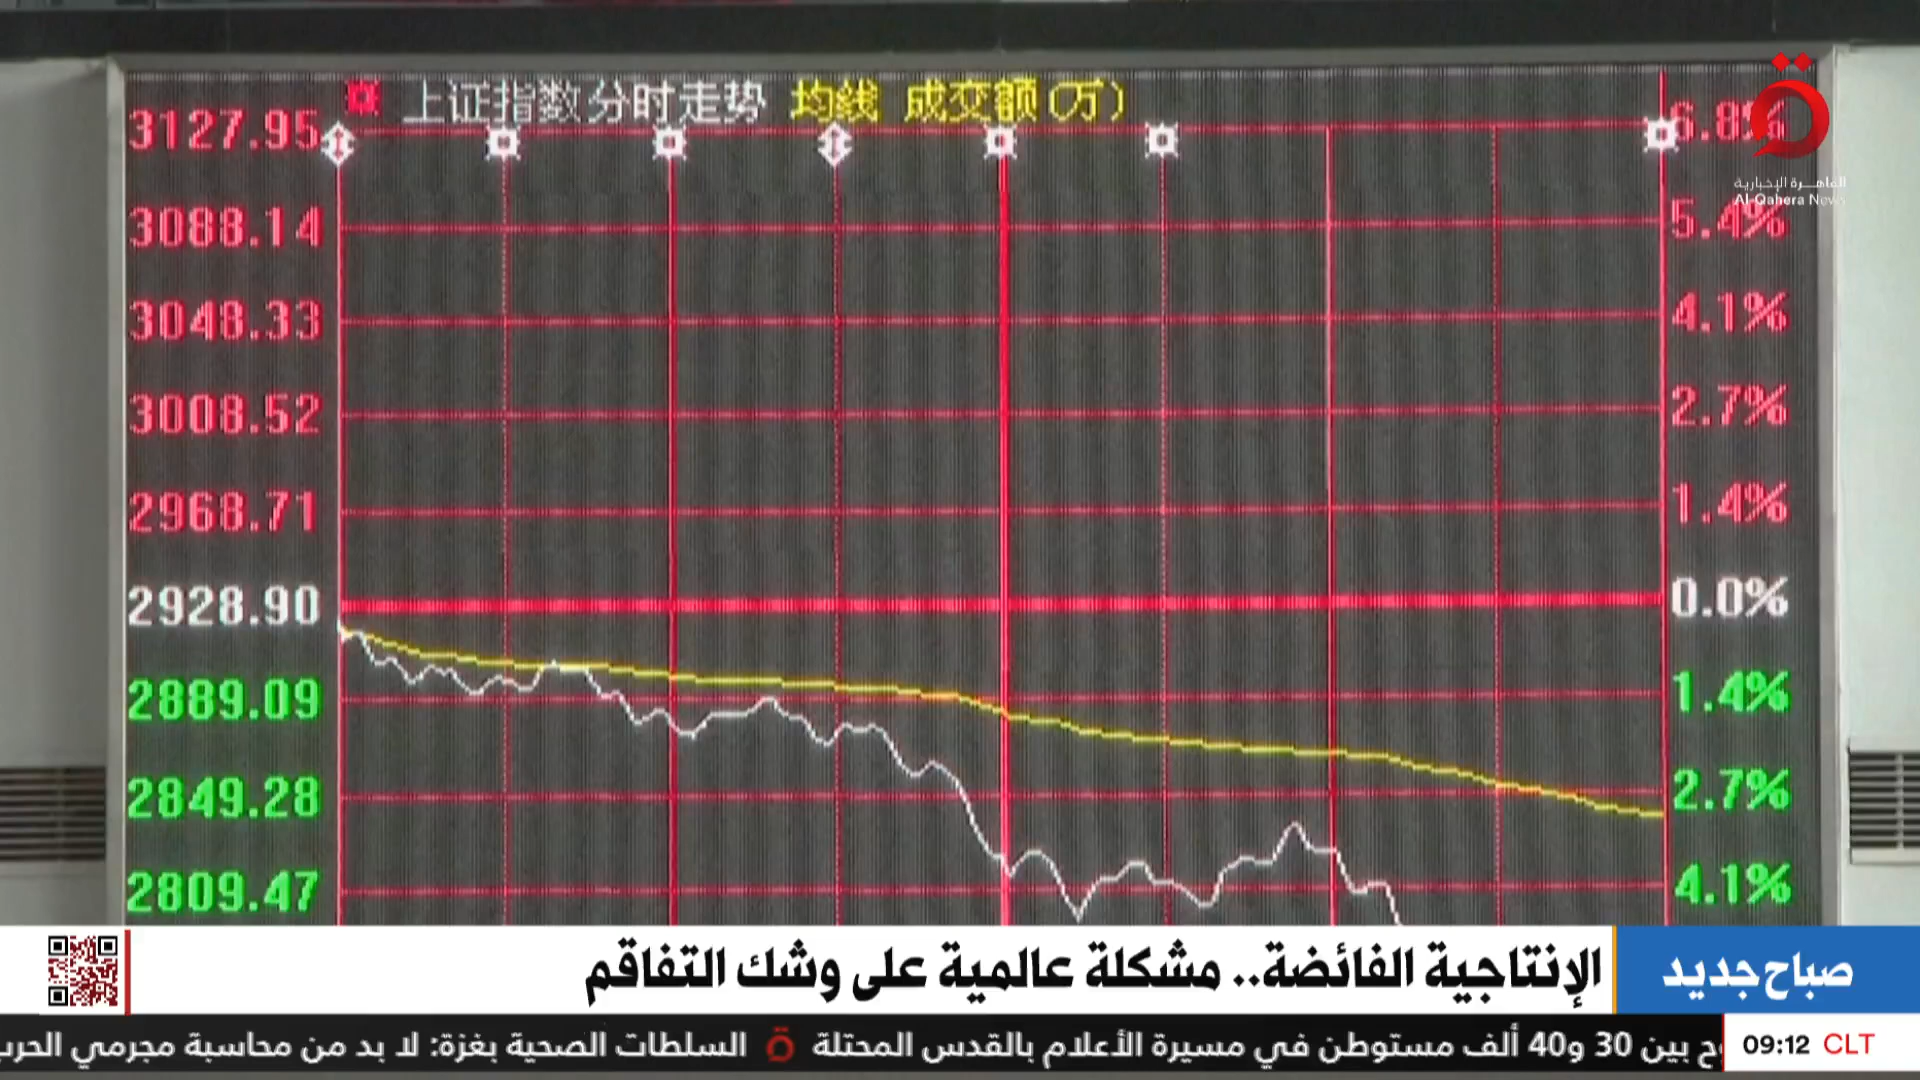 上证指数分时走势 均线 成交额(万)
3127.95
6.8%
3088.14
5.4%
3048.33
4.1%
3008.52
2.7%
2968.71
1.4%
2928.90
0.0%
2889.09
1.4%
2849.28
2.7%
2809.47
4.1%
القاهرة الإخبارية
Al-Qahera News
صباح جديد
الإنتاجية الفائضة.. مشكلة عالمية على وشك التفاقم
09:12 CLT
بين 30 و40 ألف مستوطن في مسيرة الأعلام بالقدس المحتلة
السلطات الصحية بغزة: لا بد من محاسبة مجرمي الحرب